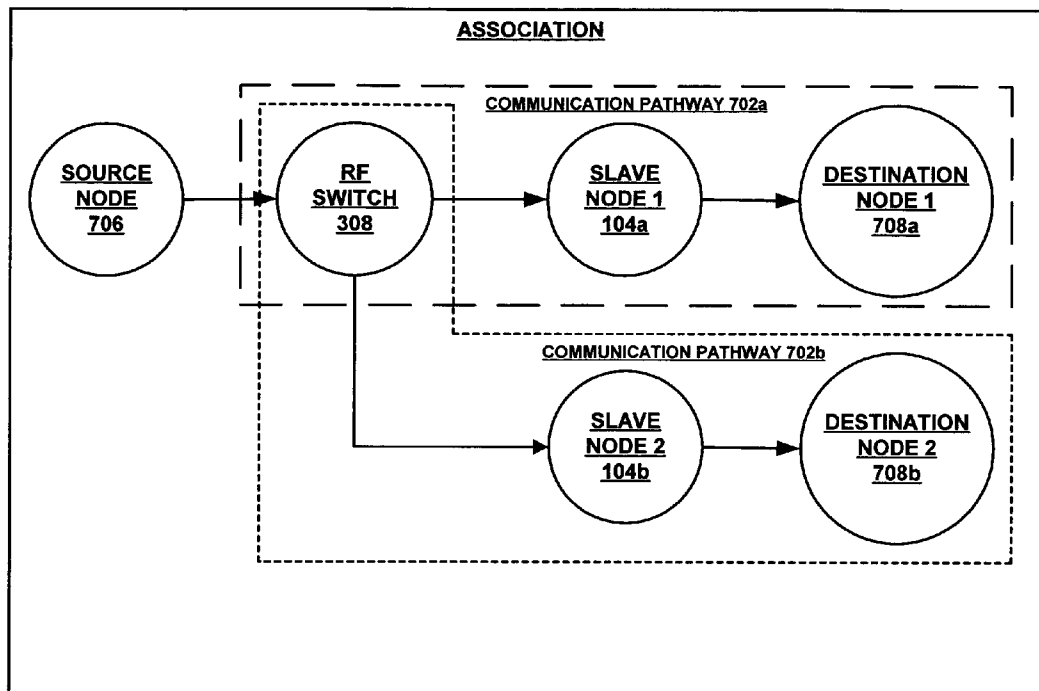 ASSOCIATION
COMMUNICATION PATHWAY 702a
SOURCE
NODE
706
RF
SWITCH
308
SLAVE
NODE 1
104a
DESTINATION
NODE 1
708a
COMMUNICATION PATHWAY 702b
SLAVE
NODE 2
104b
DESTINATION
NODE 2
708b